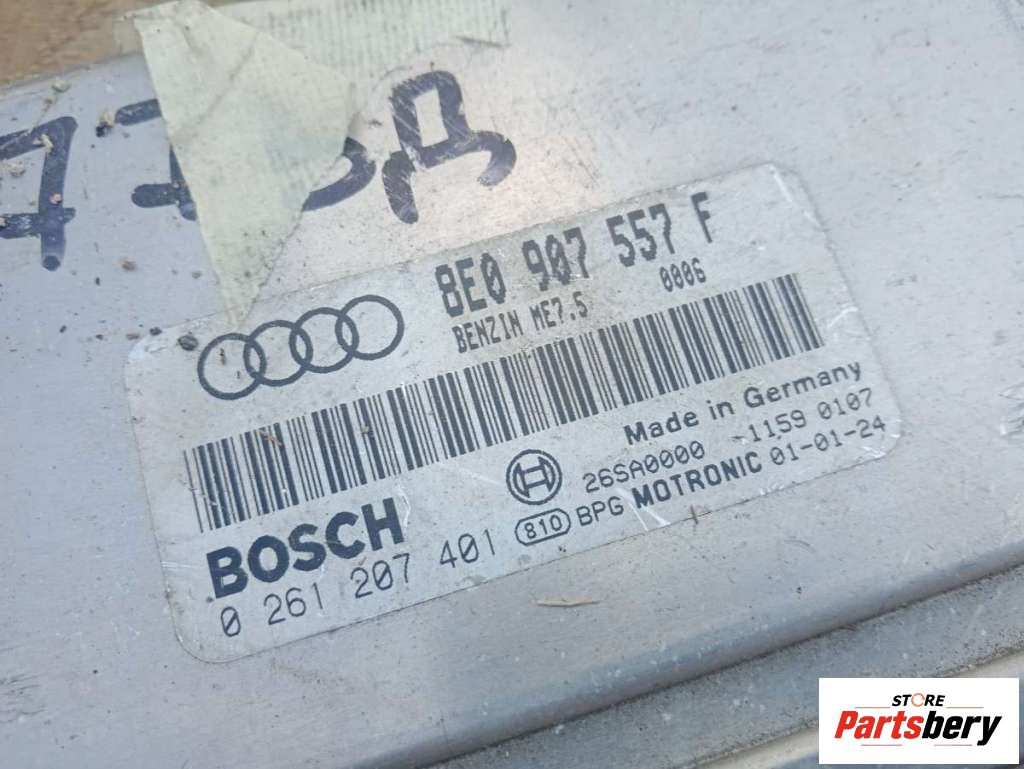 8E0 907 557 F
BENZIN ME7.5 0006
Made in Germany
26SA0000 -1159 0107
BOSCH 810 BPG MOTRONIC 01-01-24
0 261 207 401
STORE
Partsbery